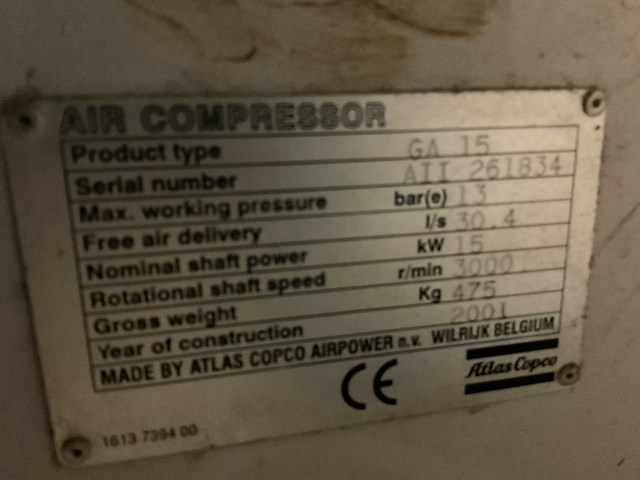 AIR COMPRESSOR
Product type GA 15
Serial number AII 261834
Max. working pressure bar(e) 13
Free air delivery l/s 30.4
Nominal shaft power kW 15
Rotational shaft speed r/min 3000
Gross weight Kg 475
Year of construction 2001
MADE BY ATLAS COPCO AIRPOWER n.v. WILRIJK BELGIUM
CE
Atlas Copco
1613 7394 00